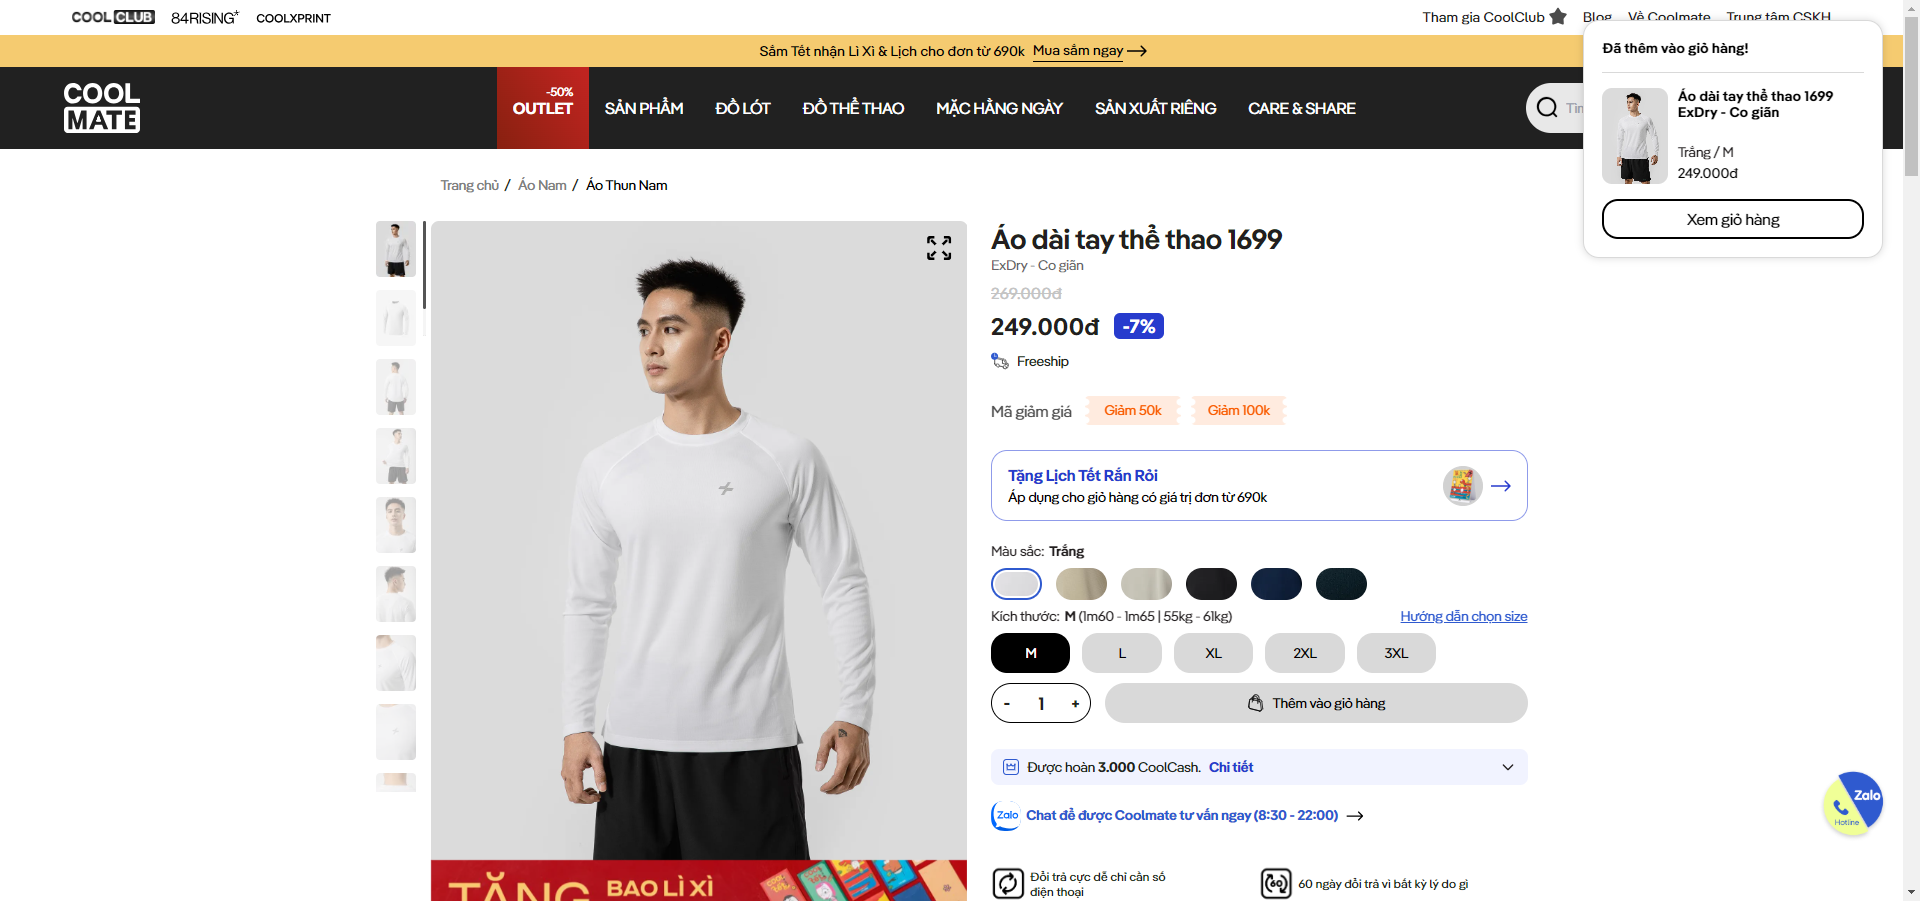 COOL CLUB
84RISING*
COOLXPRINT
Tham gia CoolClub
Blog
Về Coolmate
Trung tâm CSKH
Sắm Tết nhận Lì Xì & Lịch cho đơn từ 690k Mua sắm ngay
COOL
MATE
-50%
OUTLET
SẢN PHẨM
ĐỒ LÓT
ĐỒ THỂ THAO
MẶC HẰNG NGÀY
SẢN XUẤT RIÊNG
CARE & SHARE
Đã thêm vào giỏ hàng!
Áo dài tay thể thao 1699
ExDry - Co giãn
Trắng / M
249.000đ
Xem giỏ hàng
Trang chủ / Áo Nam / Áo Thun Nam
Áo dài tay thể thao 1699
ExDry - Co giãn
269.000đ
249.000đ -7%
Freeship
Mã giảm giá Giảm 50k Giảm 100k
Tặng Lịch Tết Rắn Rỏi
Áp dụng cho giỏ hàng có giá trị đơn từ 690k
Màu sắc: Trắng
Kích thước: M (1m60 - 1m65 | 55kg - 61kg) Hướng dẫn chọn size
M L XL 2XL 3XL
- 1 + Thêm vào giỏ hàng
Được hoàn 3.000 CoolCash. Chi tiết
Zalo Chat để được Coolmate tư vấn ngay (8:30 - 22:00)
Zalo
Hotline
Đổi trả cực dễ chỉ cần số
điện thoại
60 60 ngày đổi trả vì bất kỳ lý do gì
TẶNG BAO LÌ XÌ